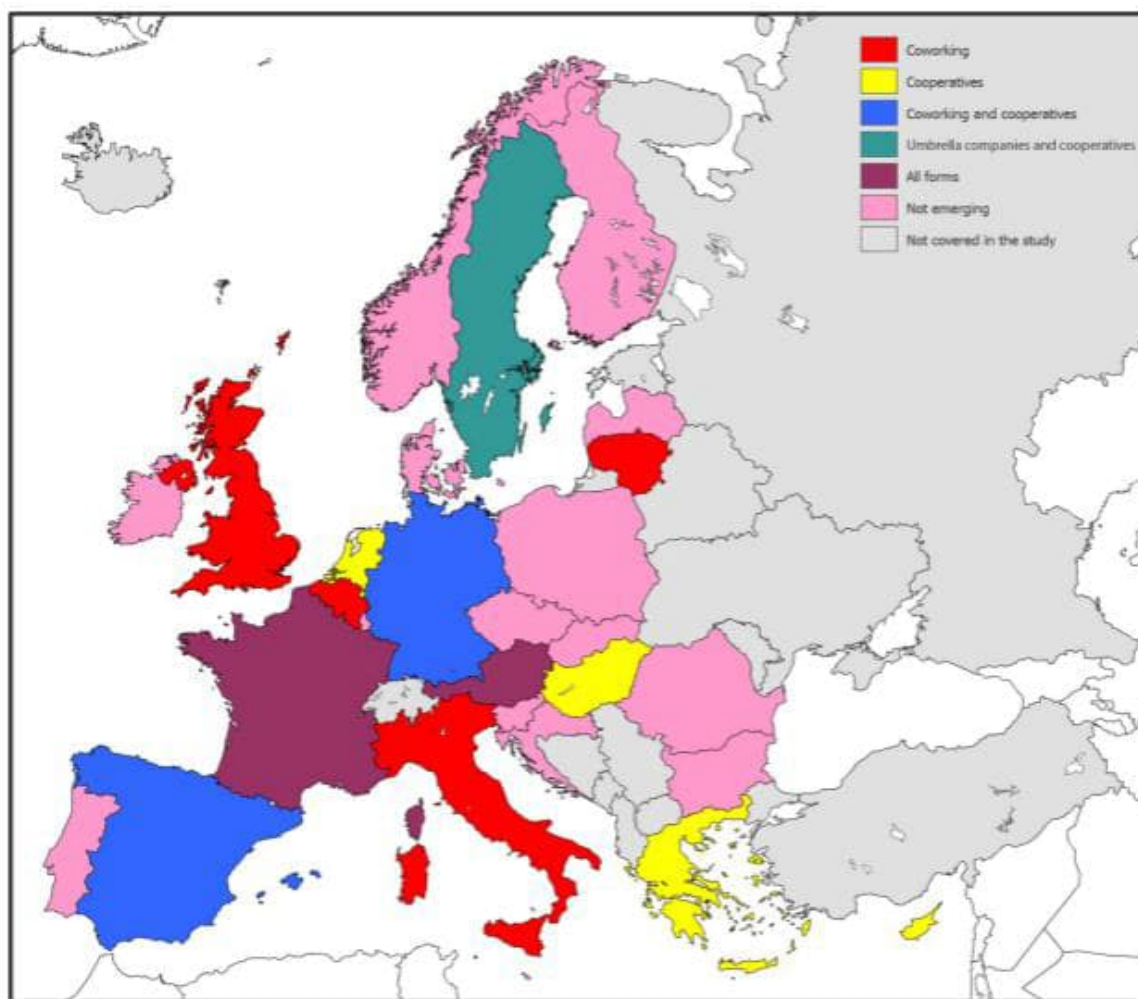 Coworking
Cooperatives
Coworking and cooperatives
Umbrella companies and cooperatives
All forms
Not emerging
Not covered in the study